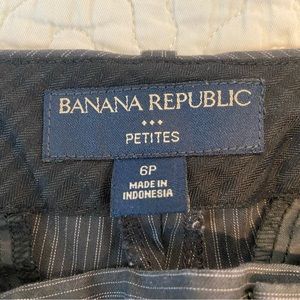 BANANA REPUBLIC
PETITES
6P
MADE IN
INDONESIA